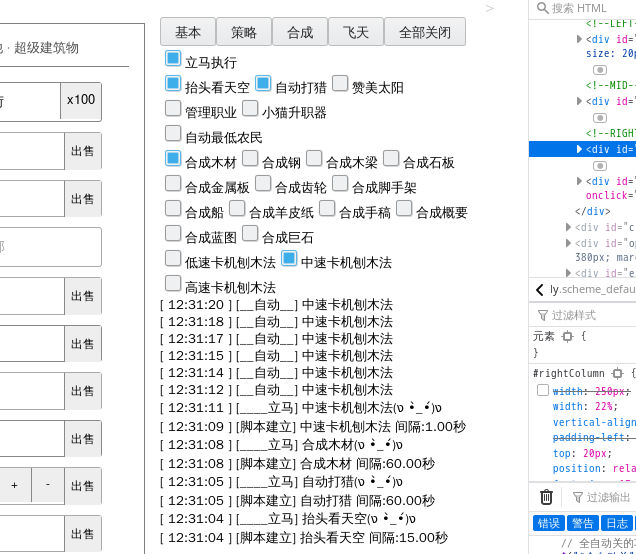 >
搜索 HTML
基本 策略 合成 飞天 全部关闭
· 超级建筑物
立马执行
抬头看天空 自动打猎 赞美太阳
x100
管理职业 小猫升职器
自动最低农民
出售
合成木材 合成钢 合成木梁 合成石板
合成金属板 合成齿轮 合成脚手架
出售
合成船 合成羊皮纸 合成手稿 合成概要
合成蓝图 合成巨石
低速卡机刨木法 中速卡机刨木法
高速卡机刨木法
出售
[ 12:31:20 ] [__自动__] 中速卡机刨木法
[ 12:31:18 ] [__自动__] 中速卡机刨木法
[ 12:31:17 ] [__自动__] 中速卡机刨木法
出售
[ 12:31:15 ] [__自动__] 中速卡机刨木法
[ 12:31:14 ] [__自动__] 中速卡机刨木法
[ 12:31:12 ] [__自动__] 中速卡机刨木法
出售
[ 12:31:11 ] [____立马] 中速卡机刨木法(ง •̀_•́)ง
[ 12:31:09 ] [脚本建立] 中速卡机刨木法 间隔:1.00秒
出售
[ 12:31:08 ] [____立马] 合成木材(ง •̀_•́)ง
[ 12:31:08 ] [脚本建立] 合成木材 间隔:60.00秒
[ 12:31:05 ] [____立马] 自动打猎(ง •̀_•́)ง
+ - 出售
[ 12:31:05 ] [脚本建立] 自动打猎 间隔:60.00秒
[ 12:31:04 ] [____立马] 抬头看天空(ง •̀_•́)ง
出售
[ 12:31:04 ] [脚本建立] 抬头看天空 间隔:15.00秒
<!--LEFT
<div id=
size: 20p
<!--MID--
<div id=
<!--RIGHT
<div id=
<div id=
onclick="
</div>
<div id="c
<div id="op
380px; mar
<div id="e
ly.scheme_defau
过滤样式
元素 {
}
#rightColumn {
width: 250px;
width: 22%;
vertical-align
padding-left:
top: 20px;
position: rela
过滤输出
错误 警告 日志
// 全自动关的